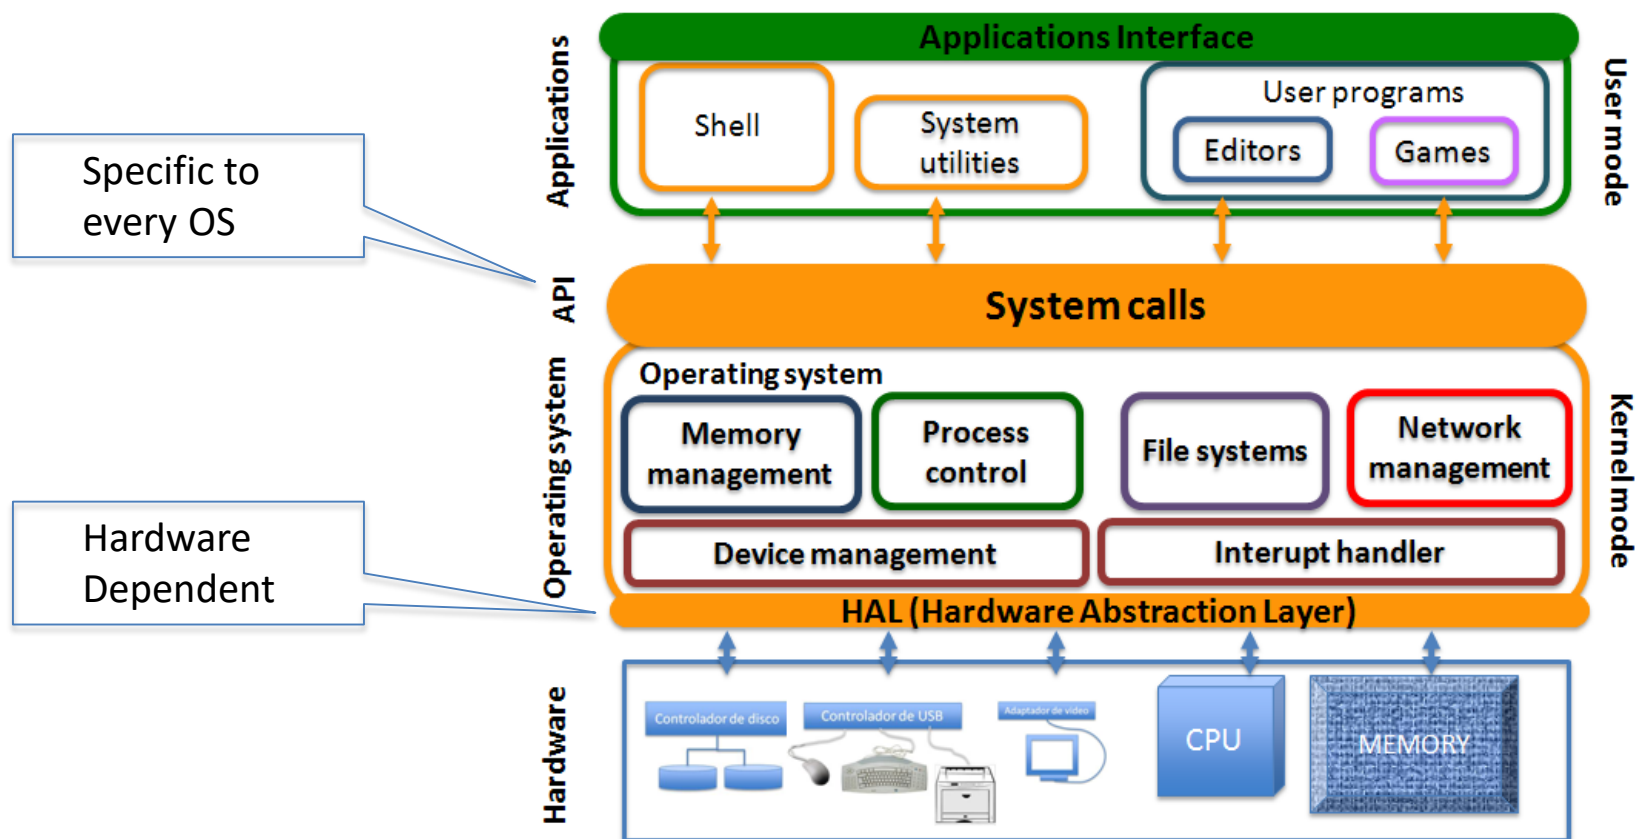 Applications Interface
Applications
User mode
Shell
System
utilities
User programs
Editors
Games
Specific to
every OS
API
System calls
Operating system
Operating system
Kernel mode
Memory
management
Process
control
File systems
Network
management
Device management
Interupt handler
Hardware
Dependent
HAL (Hardware Abstraction Layer)
Hardware
Controlador de disco
Controlador de USB
Adaptador de video
CPU
MEMORY